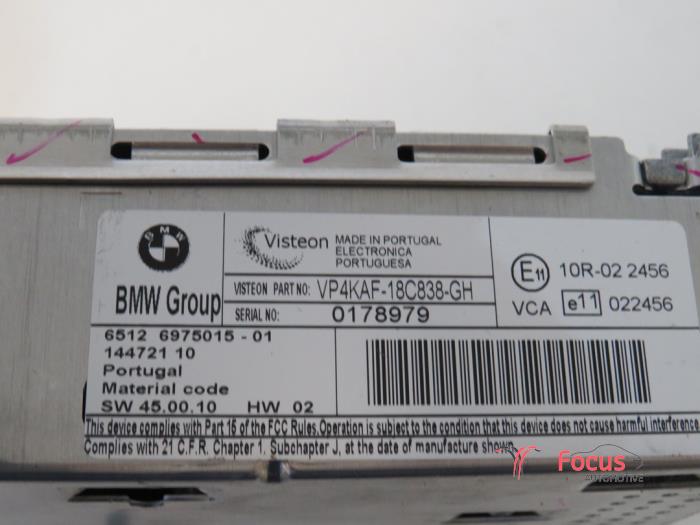 BMW
BMW Group
Visteon
MADE IN PORTUGAL
ELECTRONICA
PORTUGUESA
VISTEON PART NO: VP4KAF-18C838-GH
SERIAL NO: 0178979
E11 10R-02 2456
VCA e11 022456
6512 6975015 - 01
144721 10
Portugal
Material code
SW 45.00.10 HW 02
This device complies with Part 15 of the FCC Rules.Operation is subject to the condition that this device does not cause harmful interference.
Complies with 21 C.F.R. Chapter 1, Subchapter J, at the date of manufacture shown.
Focus
AUTOMOTIVE